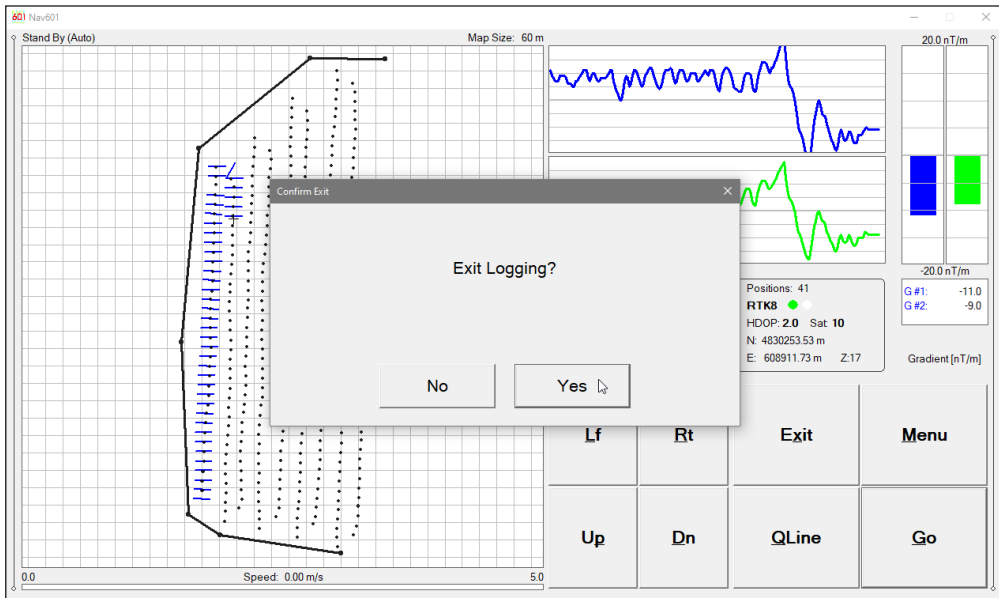 601 Nav601
Stand By (Auto)
Map Size: 60 m
20.0 nT/m
Confirm Exit
Exit Logging?
No
Yes
-20.0 nT/m
Positions: 41
RTK8
HDOP: 2.0 Sat: 10
N: 4830253.53 m
E: 608911.73 m Z:17
G #1: -11.0
G #2: -9.0
Gradient [nT/m]
Lf
Rt
Exit
Menu
Up
Dn
QLine
Go
0.0
Speed: 0.00 m/s
5.0